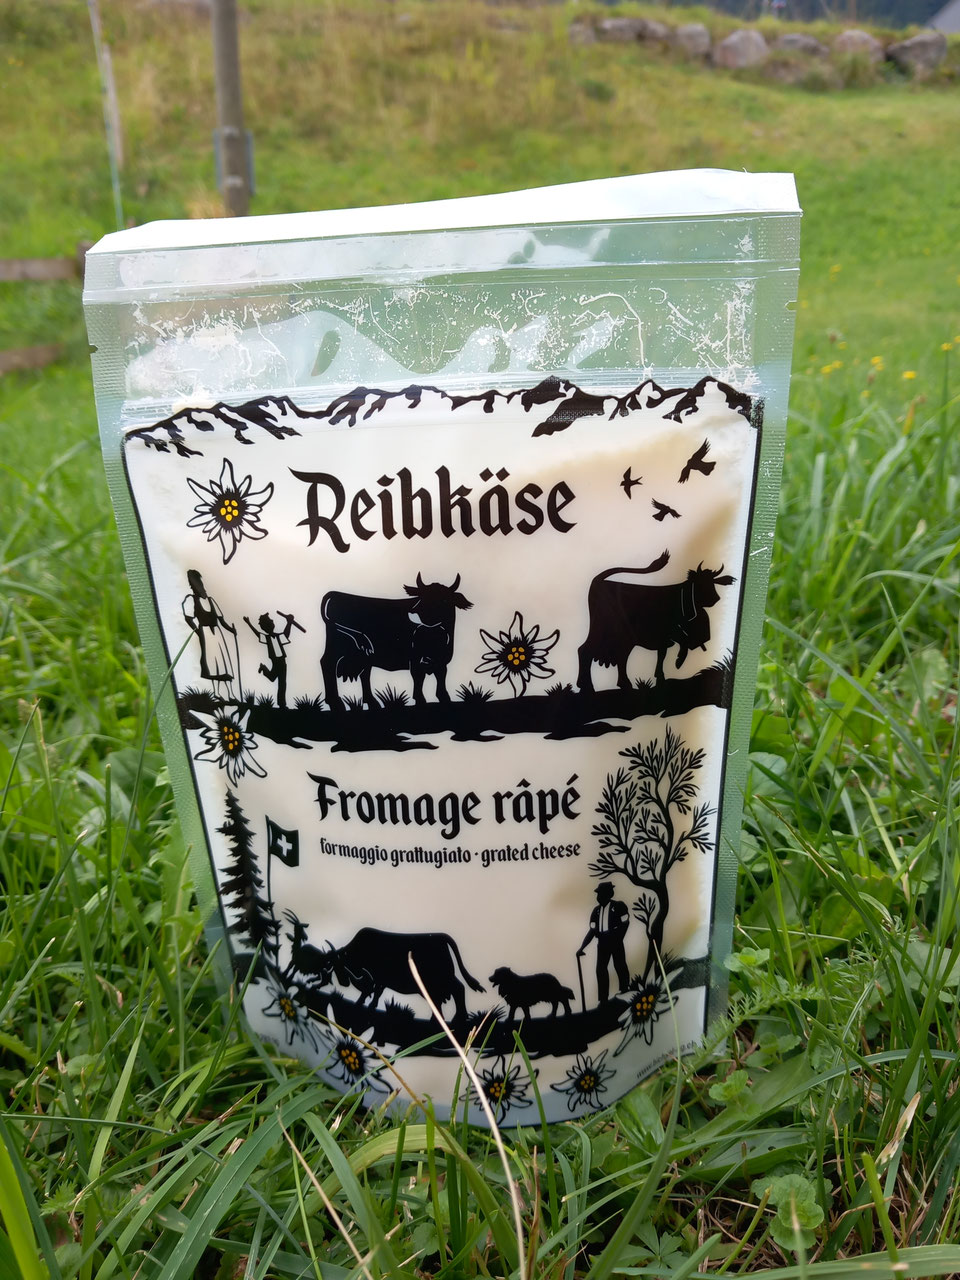 Reibkäse
Fromage râpé
formaggio grattugiato · grated cheese